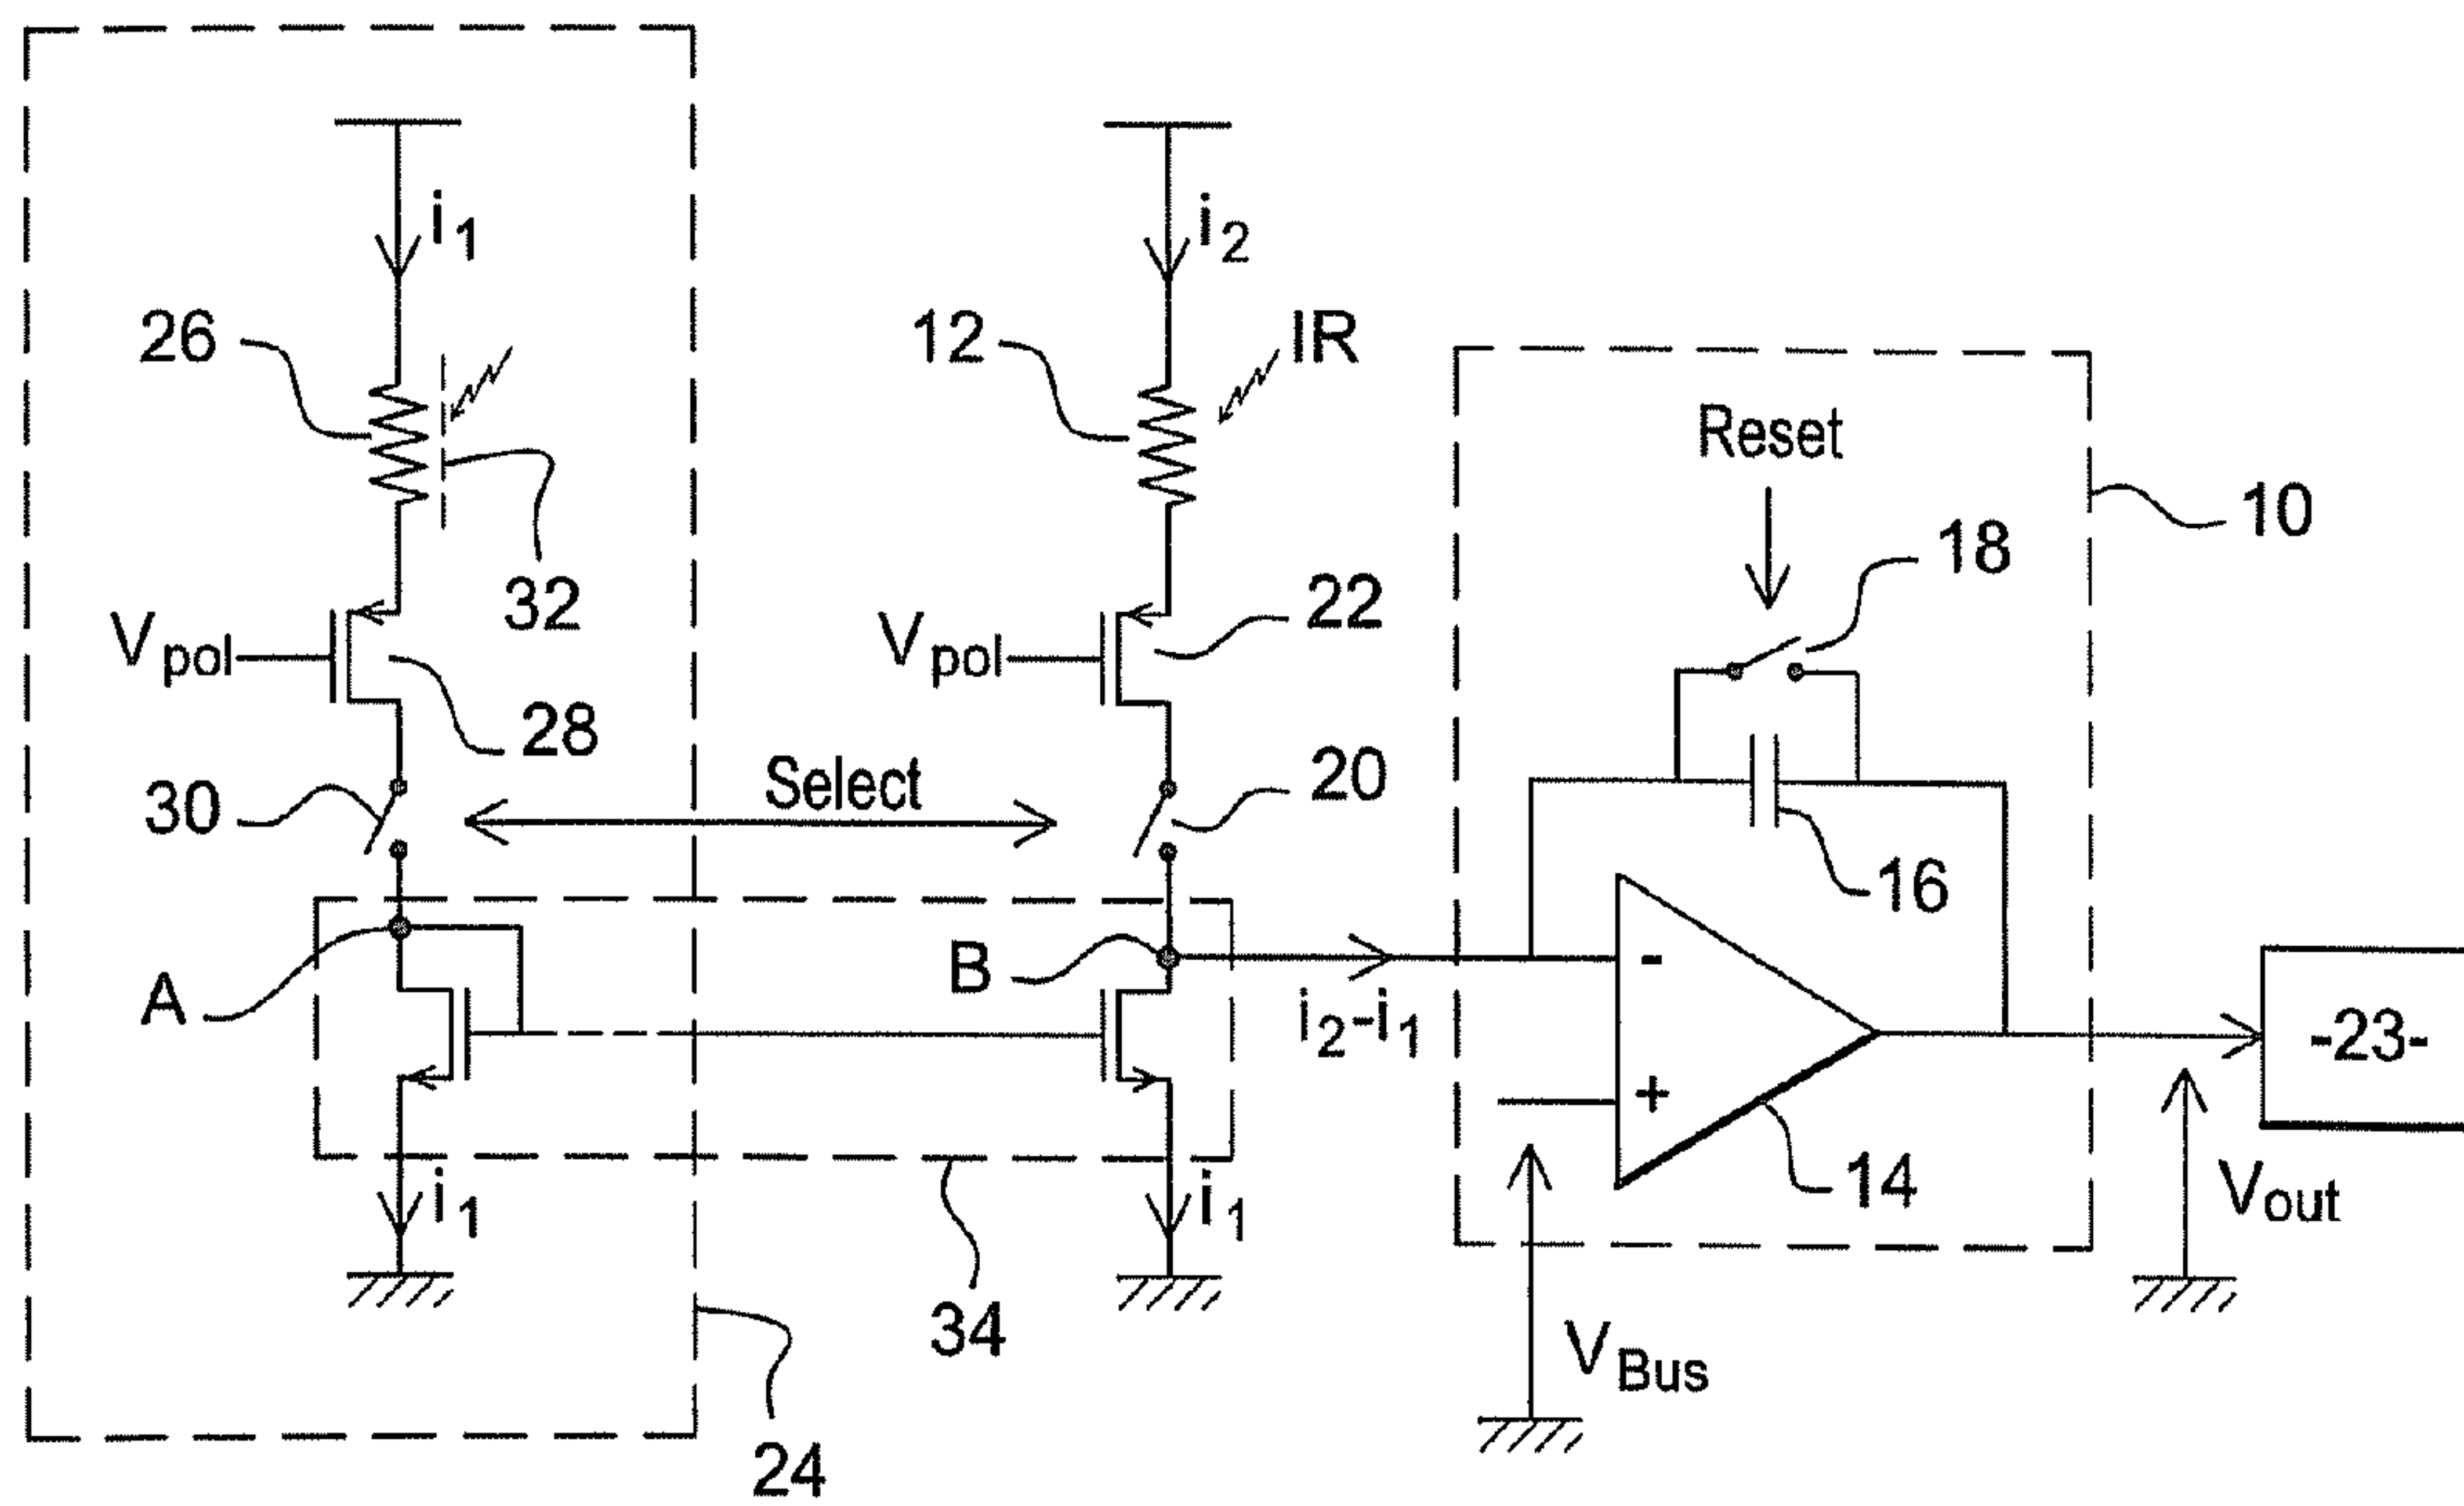 i1
i2
26
12
IR
Reset
10
18
32
22
Vpol
Vpol
28
Select
20
30
16
A
B
-
i2-i1
-23-
+
14
i1
i1
Vout
34
VBus
24